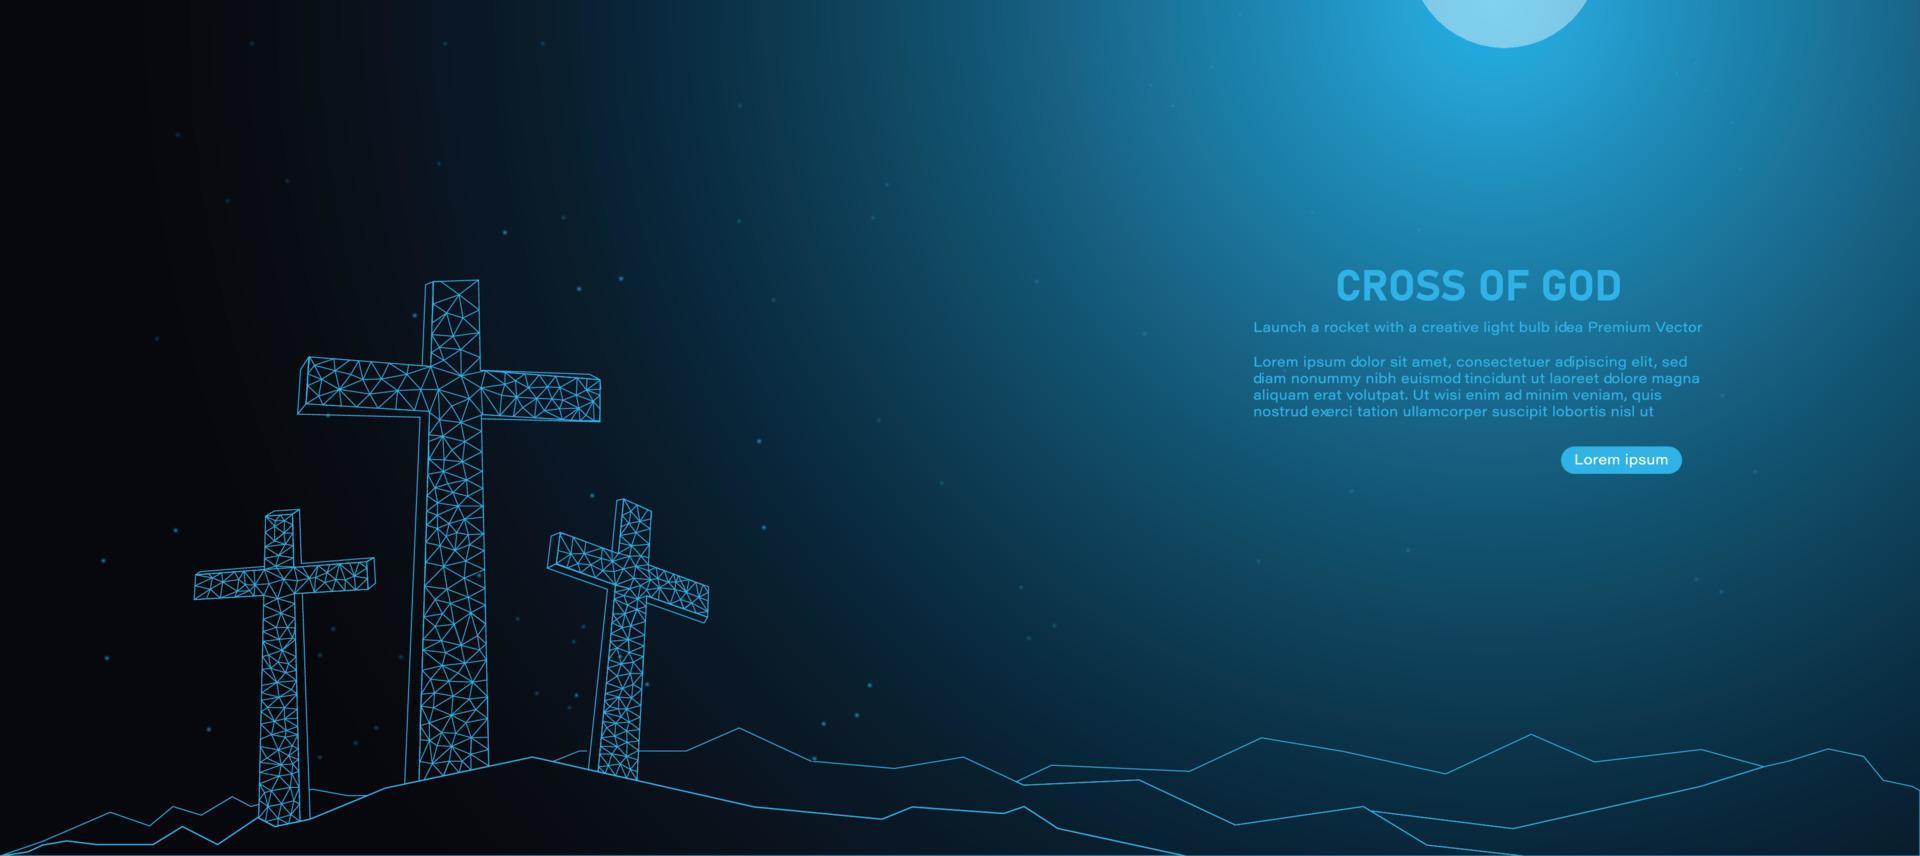 CROSS OF GOD
Launch a rocket with a creative light bulb idea Premium Vector
Lorem ipsum dolor sit amet, consectetuer adipiscing elit, sed
diam nonummy nibh euismod tincidunt ut laoreet dolore magna
aliquam erat volutpat. Ut wisi enim ad minim veniam, quis
nostrud exerci tation ullamcorper suscipit lobortis nisl ut
Lorem ipsum